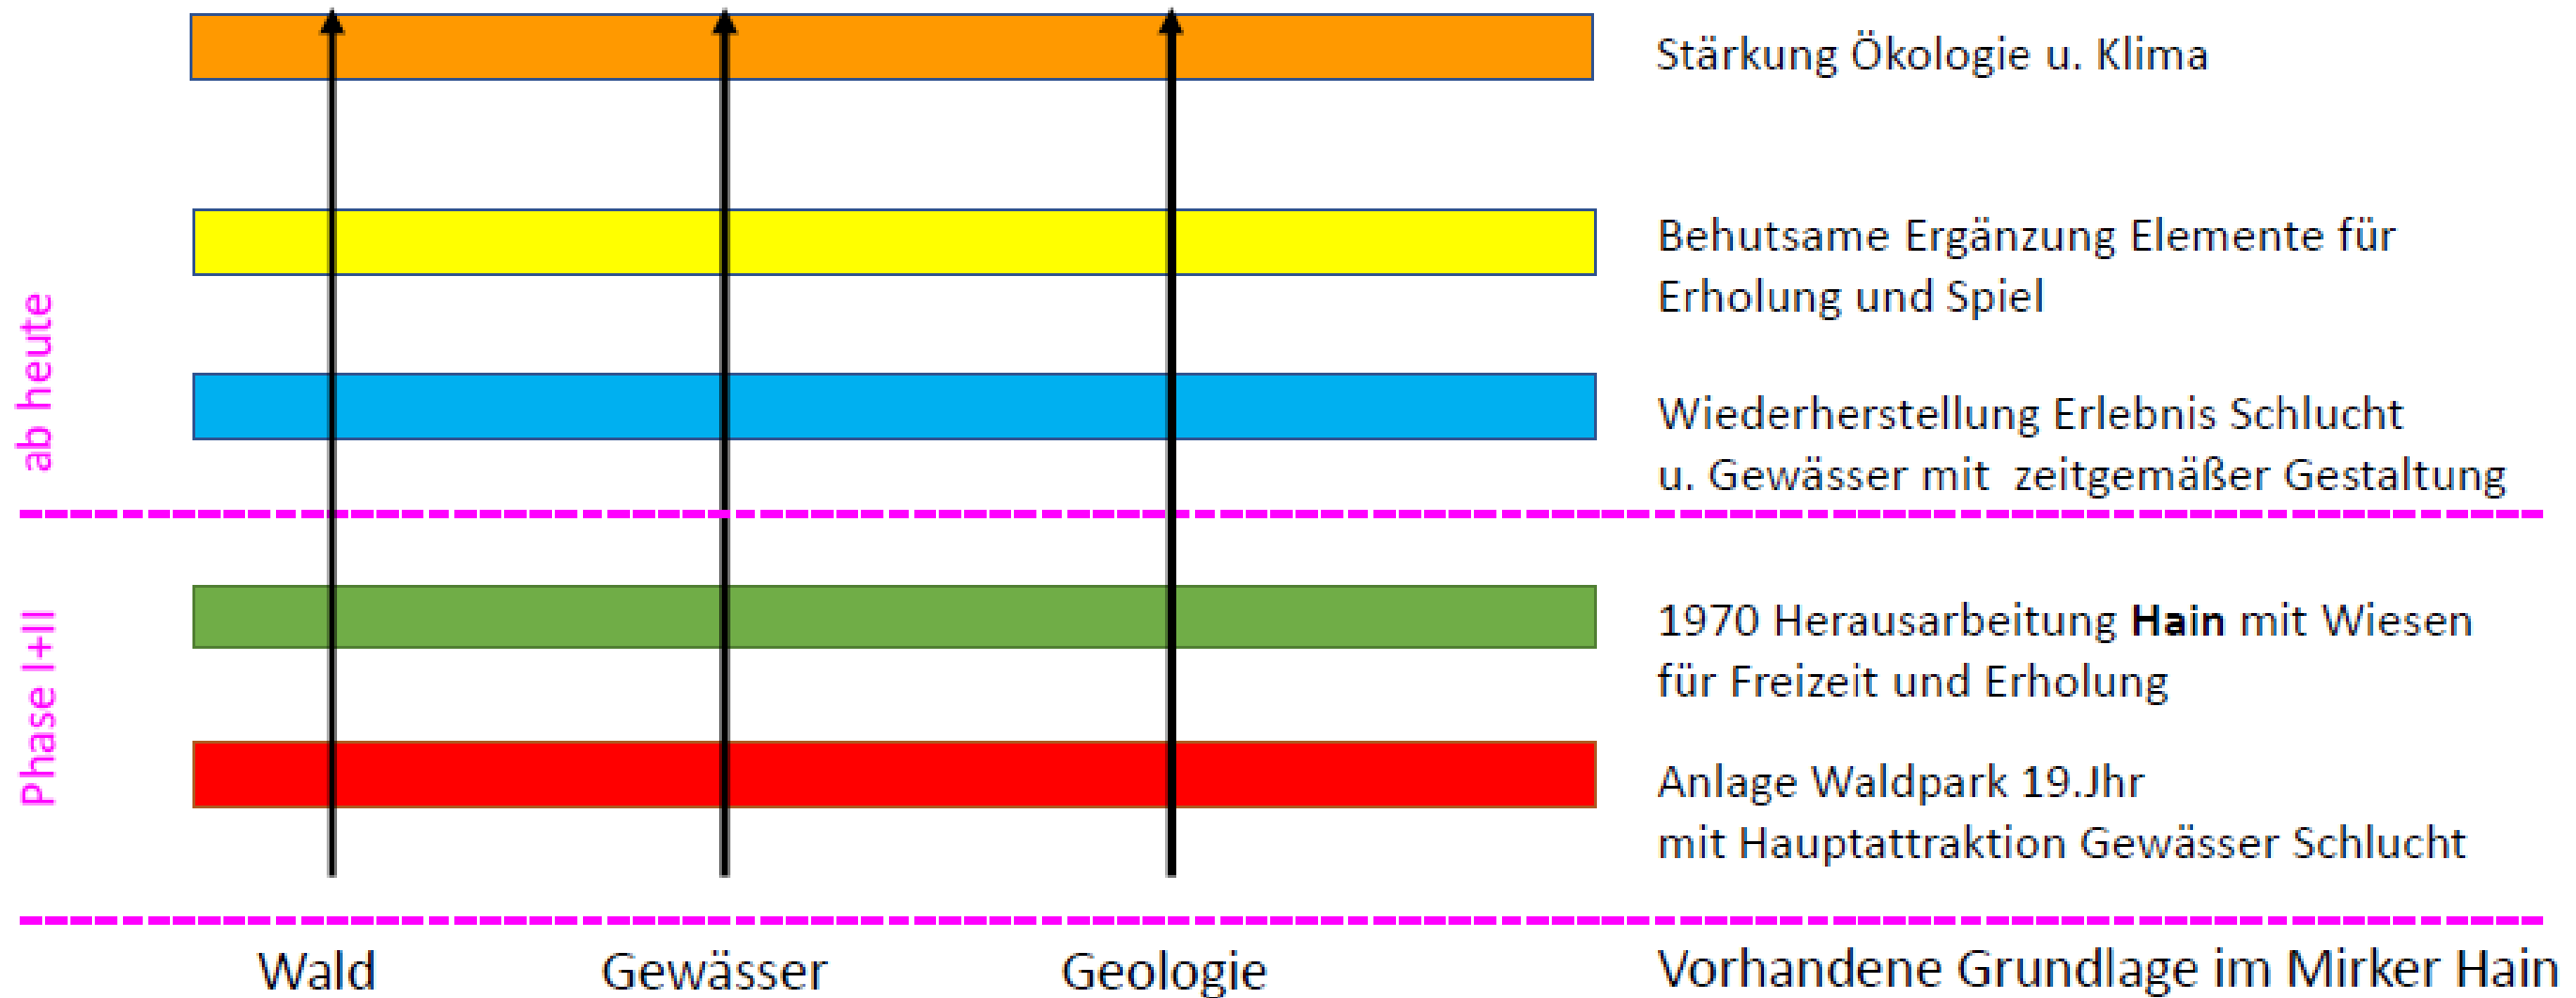 Stärkung Ökologie u. Klima
Behutsame Ergänzung Elemente für
Erholung und Spiel
ab heute
Wiederherstellung Erlebnis Schlucht
u. Gewässer mit zeitgemäßer Gestaltung
Phase I+II
1970 Herausarbeitung Hain mit Wiesen
für Freizeit und Erholung
Anlage Waldpark 19.Jhr
mit Hauptattraktion Gewässer Schlucht
Wald Gewässer Geologie Vorhandene Grundlage im Mirker Hain